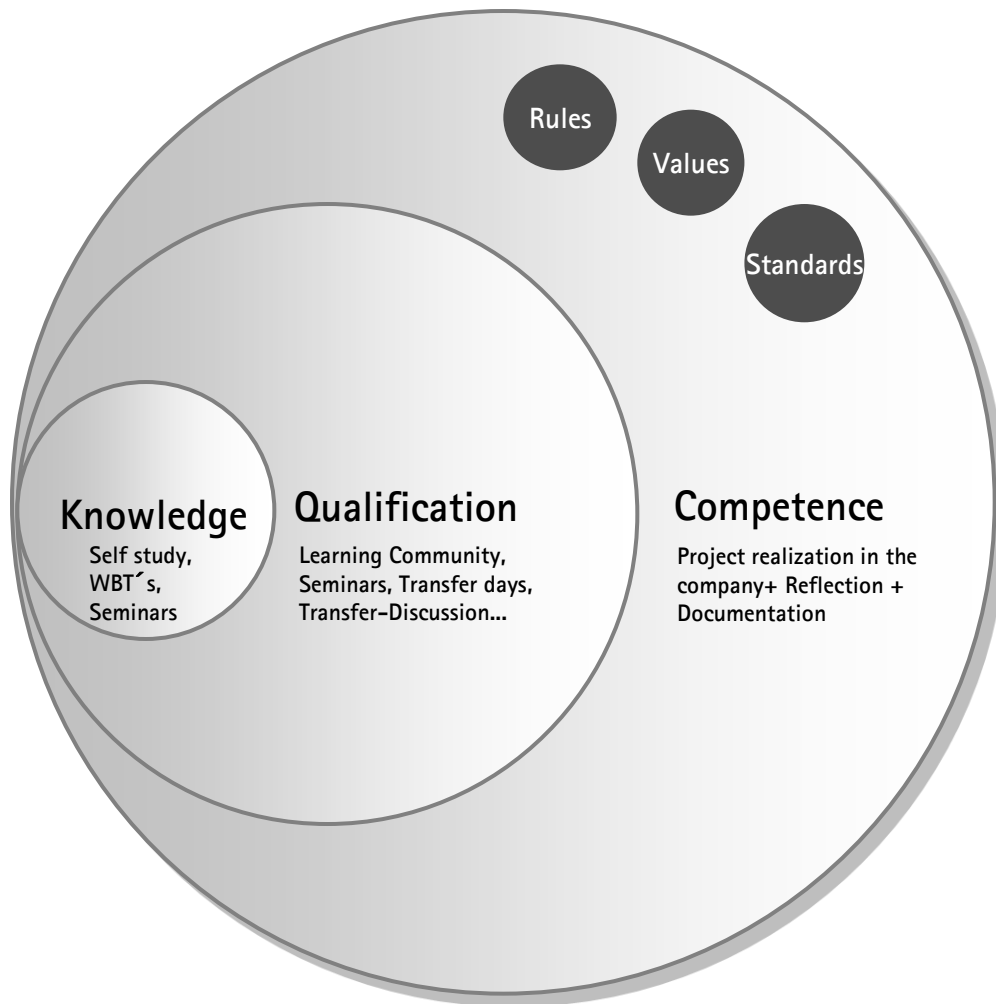 Rules
Values
Standards
Knowledge
Self study,
WBT´s,
Seminars
Qualification
Learning Community,
Seminars, Transfer days,
Transfer-Discussion...
Competence
Project realization in the
company+ Reflection +
Documentation